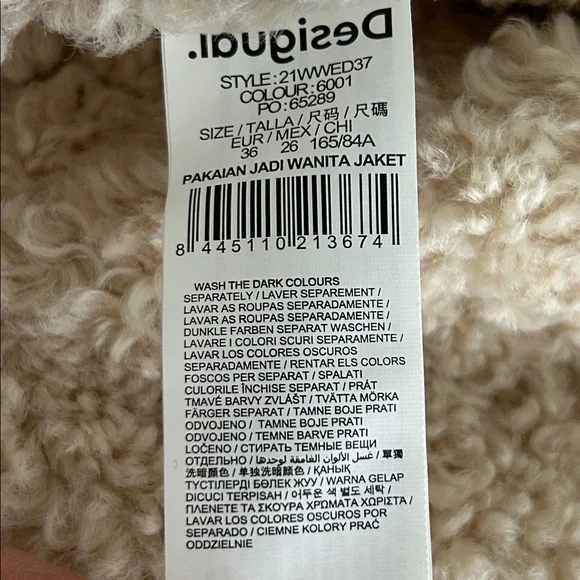 Desigual.
STYLE:21WWED37
COLOUR:6001
PO:65289
SIZE/TALLA/尺码/尺碼
EUR/MEX/CHI
36 26 165/84A
PAKAIAN JADI WANITA JAKET
8 445110 213674
WASH THE DARK COLOURS
SEPARATELY / LAVER SEPAREMENT /
LAVAR AS ROUPAS SEPARADAMENTE /
LAVAR AS ROUPAS SEPARADAMENTE /
DUNKLE FARBEN SEPARAT WASCHEN /
LAVARE I COLORI SCURI SEPARAMENTE /
LAVAR LOS COLORES OSCUROS
SEPARADAMENTE / RENTAR ELS COLORS
FOSCOS PER SEPARAT / SPALATI
CULORILE ÎNCHISE SEPARAT / PRÁT
TMAVÉ BARVY ZVLÁŠT / TVÄTTA MÖRKA
FÄRGER SEPARAT / TAMNE BOJE PRATI
ODVOJENO / TAMNE BOJE PRATI
ODVOJENO / TEMNE BARVE PRATI
LOČENO / СТИРАТЬ ТЕМНЫЕ ВЕЩИ
ОТДЕЛЬНО / غسل الألوان الغامقة لوحدها / 單獨
洗暗顏色 / 单独洗暗颜色 / ҚАНЫҚ
ТҮСТІЛЕРДІ БӨЛЕК ЖУУ / WARNA GELAP
DICUCI TERPISAH / 어두운 색 별도 세탁 /
ΠΛΕΝΕΤΕ ΤΑ ΣΚΟΥΡΑ ΧΡΩΜΑΤΑ ΧΩΡΙΣΤΑ /
LAVAR LOS COLORES OSCUROS POR
SEPARADO / CIEMNE KOLORY PRAĆ
ODDZIELNIE